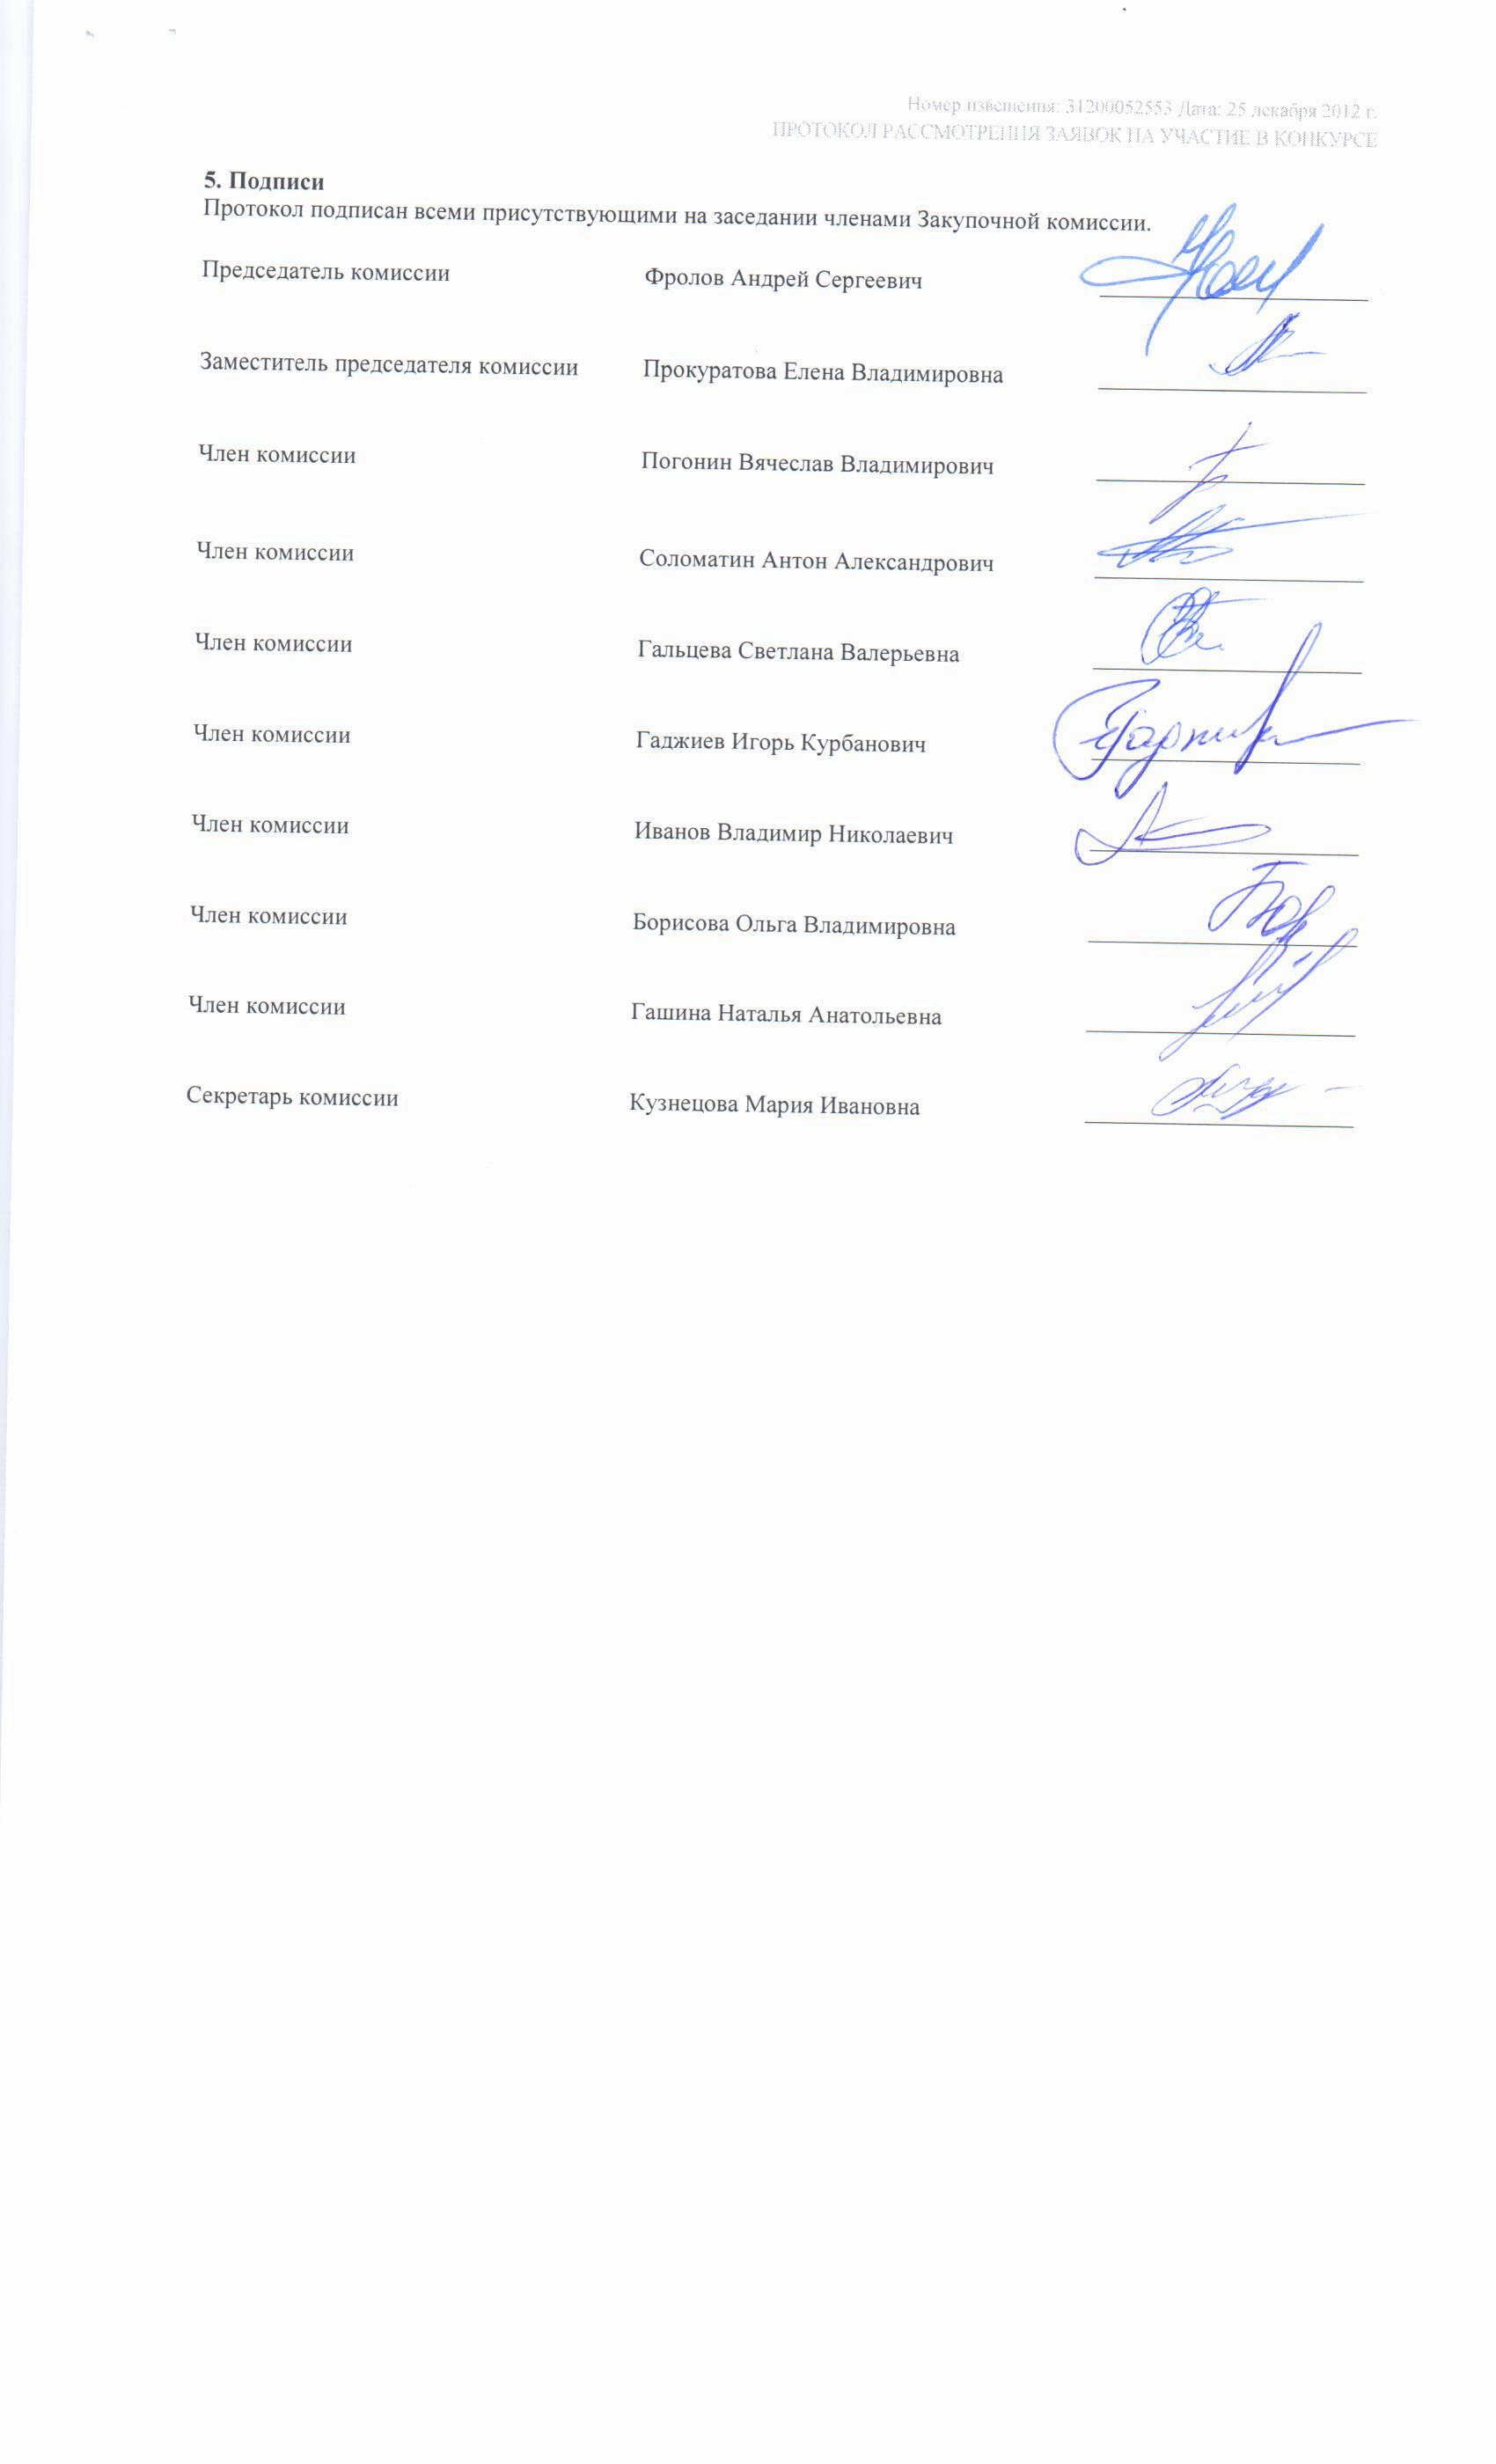 Номер извещения: 31200052553 Дата: 25 декабря 2012 г.
ПРОТОКОЛ РАССМОТРЕНИЯ ЗАЯВОК НА УЧАСТИЕ В КОНКУРСЕ
5. Подписи
Протокол подписан всеми присутствующими на заседании членами Закупочной комиссии.
Председатель комиссии Фролов Андрей Сергеевич
Заместитель председателя комиссии Прокуратова Елена Владимировна
Член комиссии Погонин Вячеслав Владимирович
Член комиссии Соломатин Антон Александрович
Член комиссии Гальцева Светлана Валерьевна
Член комиссии Гаджиев Игорь Курбанович
Член комиссии Иванов Владимир Николаевич
Член комиссии Борисова Ольга Владимировна
Член комиссии Гашина Наталья Анатольевна
Секретарь комиссии Кузнецова Мария Ивановна